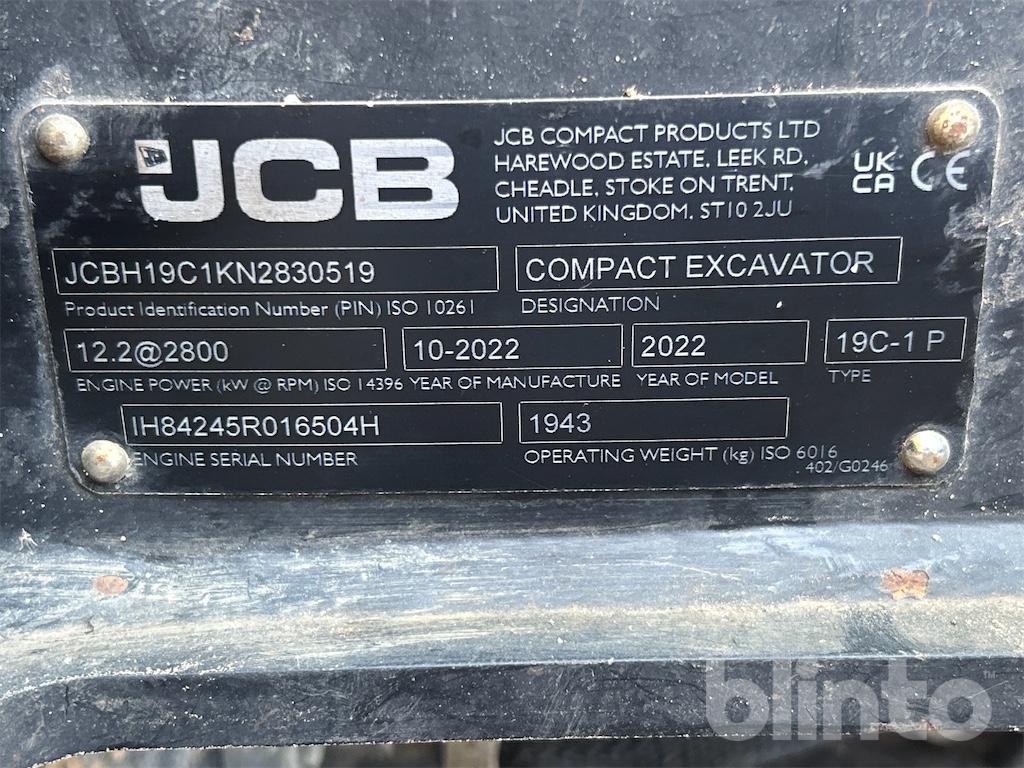 JCB
JCB COMPACT PRODUCTS LTD
HAREWOOD ESTATE, LEEK RD,
CHEADLE, STOKE ON TRENT,
UNITED KINGDOM. ST10 2JU
UK
CA
CE
JCBH19C1KN2830519
Product Identification Number (PIN) ISO 10261
COMPACT EXCAVATOR
DESIGNATION
12.2@2800
ENGINE POWER (kW @ RPM) ISO 14396
10-2022
YEAR OF MANUFACTURE
2022
YEAR OF MODEL
19C-1 P
TYPE
IH84245R016504H
ENGINE SERIAL NUMBER
1943
OPERATING WEIGHT (kg) ISO 6016
402/G0246
blinto™